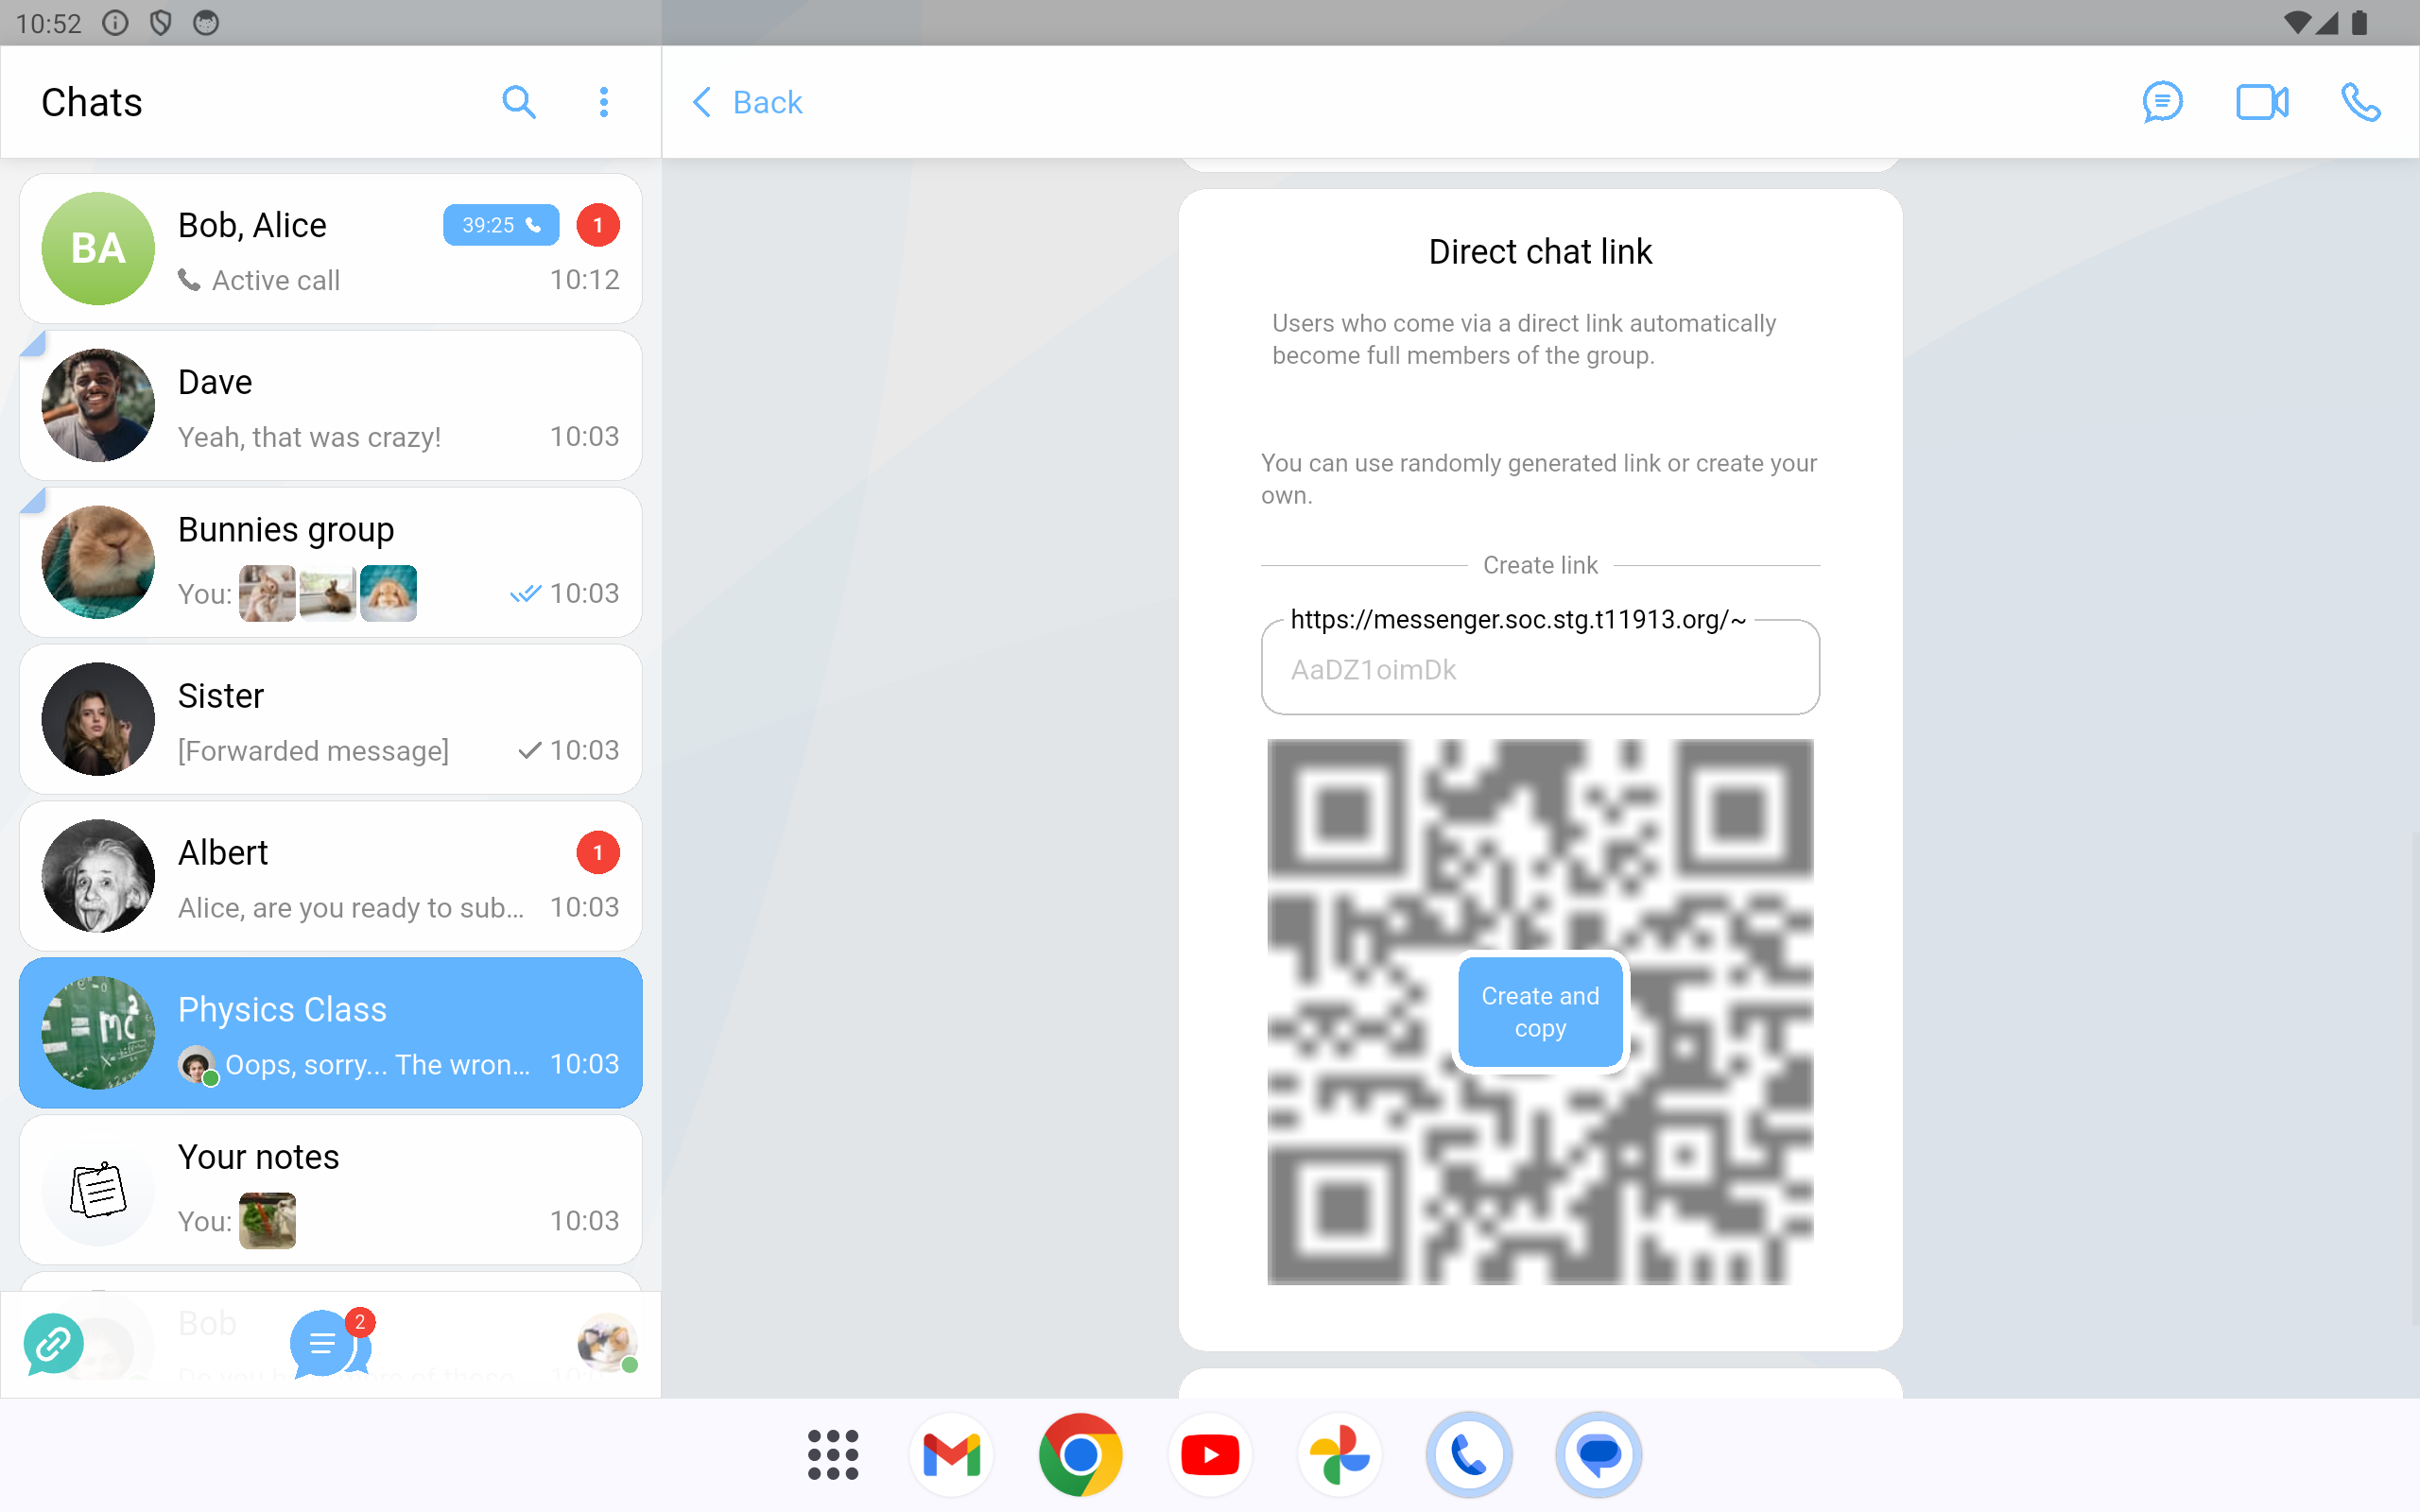 10:52
Chats
Back
BA
Bob, Alice
39:25
1
Active call
10:12
Dave
Yeah, that was crazy!
10:03
Bunnies group
You:
10:03
Sister
[Forwarded message]
10:03
Albert
1
Alice, are you ready to sub...
10:03
Physics Class
Oops, sorry... The wron...
10:03
Your notes
You:
10:03
Bob
2
Direct chat link
Users who come via a direct link automatically
become full members of the group.
You can use randomly generated link or create your
own.
Create link
https://messenger.soc.stg.t11913.org/~
AaDZ1oimDk
Create and
copy